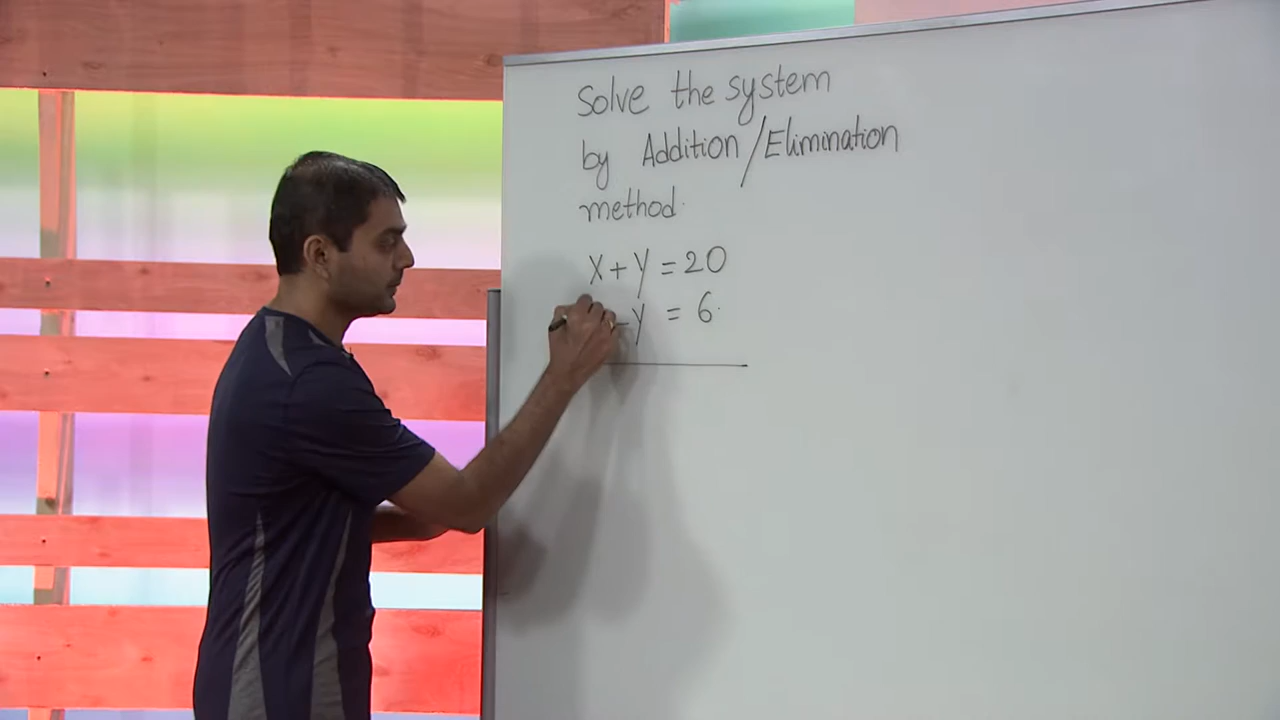 Solve the system
by Addition/Elimination
method.
x + y = 20
- y = 6.